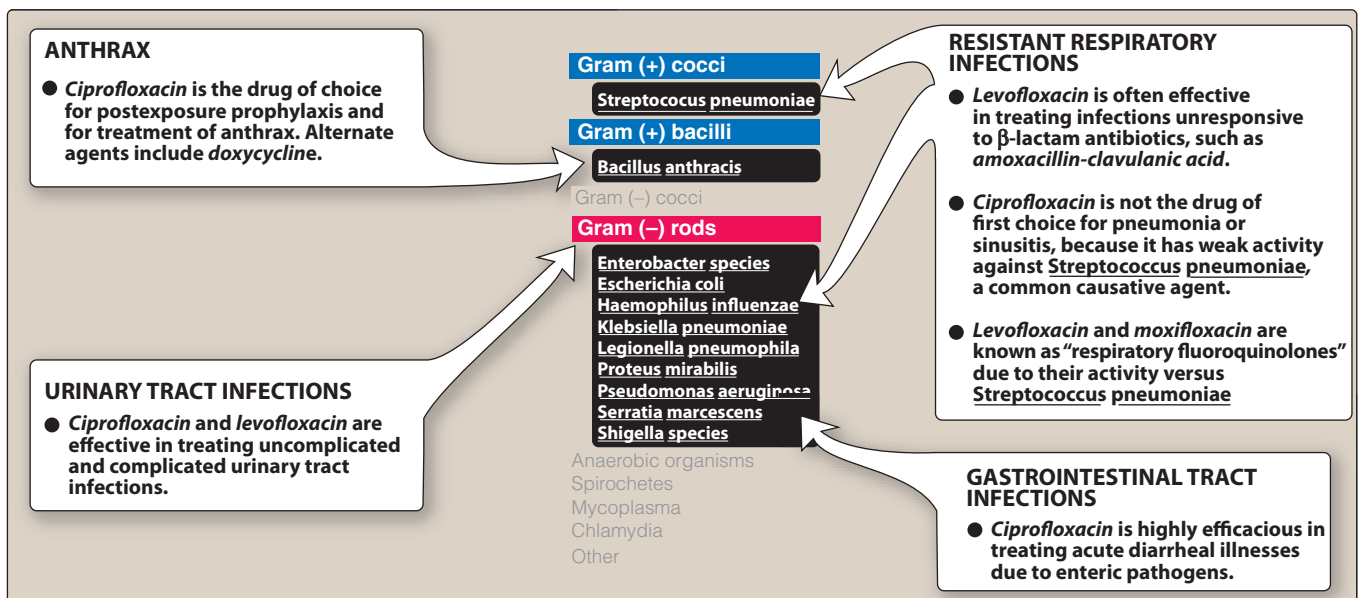 ANTHRAX
● Ciprofloxacin is the drug of choice
for postexposure prophylaxis and
for treatment of anthrax. Alternate
agents include doxycycline.
URINARY TRACT INFECTIONS
● Ciprofloxacin and levofloxacin are
effective in treating uncomplicated
and complicated urinary tract
infections.
Gram (+) cocci
Streptococus pneumoniae
Gram (+) bacilli
Bacillus anthracis
Gram (–) cocci
Gram (–) rods
Enterobacter species
Escherichia coli
Haemophilus influenzae
Klebsiella pneumoniae
Legionella pneumophila
Proteus mirabilis
Pseudomonas aeruginosa
Serratia marcescens
Shigella species
Anaerobic organisms
Spirochetes
Mycoplasma
Chlamydia
Other
RESISTANT RESPIRATORY
INFECTIONS
● Levofloxacin is often effective
in treating infections unresponsive
to β-lactam antibiotics, such as
amoxacillin-clavulanic acid.
● Ciprofloxacin is not the drug of
first choice for pneumonia or
sinusitis, because it has weak activity
against Streptococcus pneumoniae,
a common causative agent.
● Levofloxacin and moxifloxacin are
known as “respiratory fluoroquinolones”
due to their activity versus
Streptococcus pneumoniae
GASTROINTESTINAL TRACT
INFECTIONS
● Ciprofloxacin is highly efficacious in
treating acute diarrheal illnesses
due to enteric pathogens.